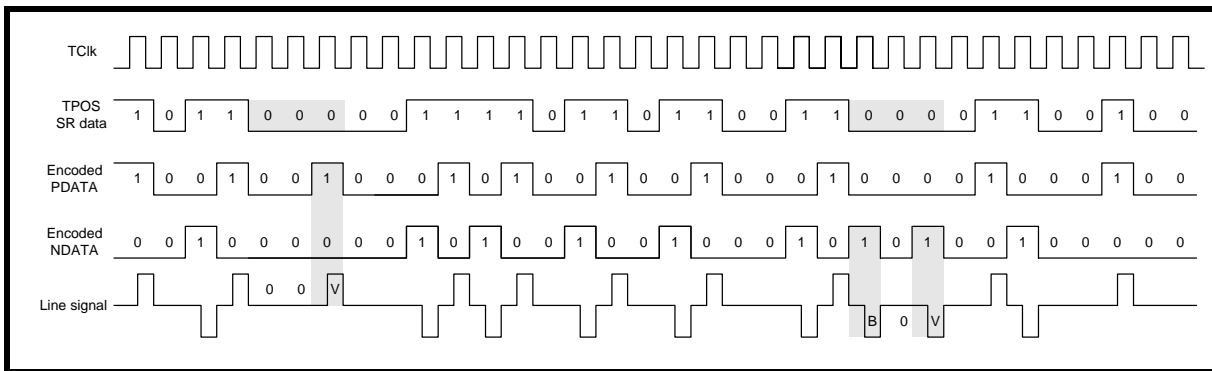 TClk
TPOS
SR data
1 0 1 1 0 0 0 0 0 1 1 1 1 0 1 1 0 1 1 0 0 1 1 0 0 0 0 1 1 0 0 1 0 0
Encoded
PDATA
1 0 0 1 0 0 1 0 0 0 1 0 1 0 0 1 0 0 1 0 0 0 1 0 0 0 0 1 0 0 0 1 0 0
Encoded
NDATA
0 0 1 0 0 0 0 0 0 1 0 1 0 0 1 0 0 1 0 0 0 1 0 1 0 1 0 0 1 0 0 0 0 0
Line signal
0 0 V
B 0 V